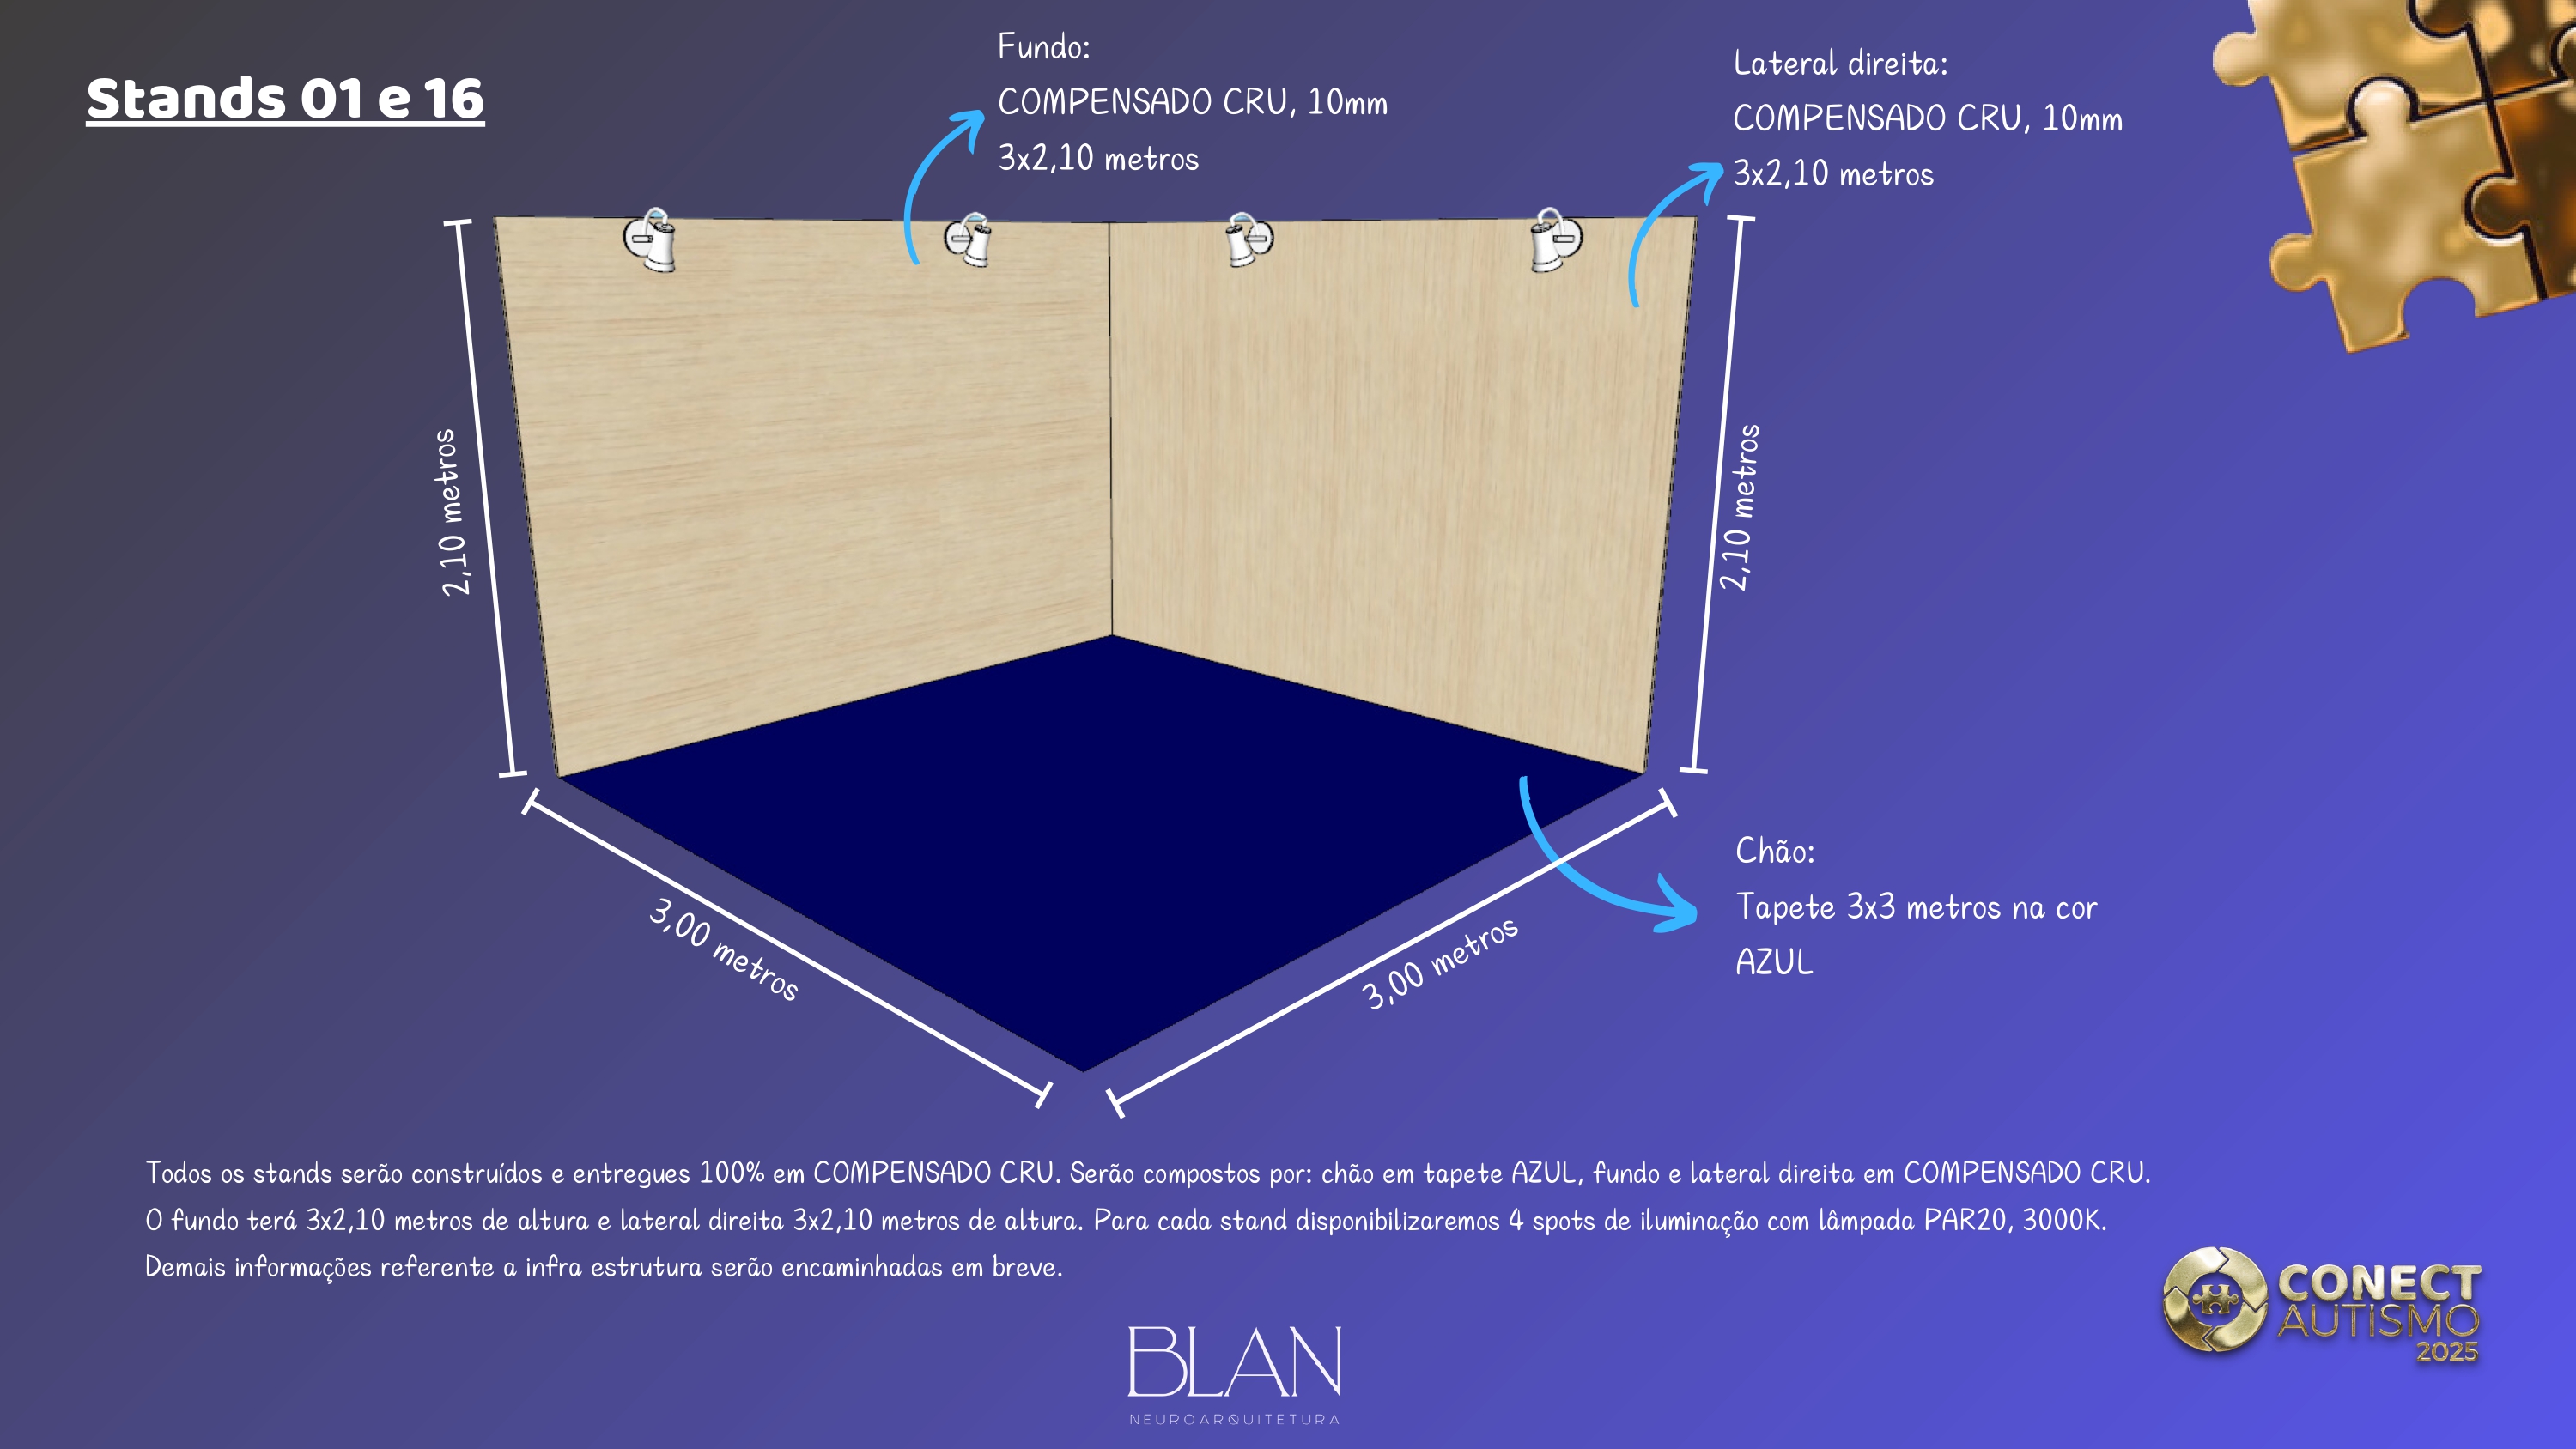 Stands 01 e 16
Fundo:
COMPENSADO CRU, 10mm
3x2,10 metros
Lateral direita:
COMPENSADO CRU, 10mm
3x2,10 metros
2,10 metros
2,10 metros
3,00 metros
3,00 metros
Chão:
Tapete 3x3 metros na cor
AZUL
Todos os stands serão construídos e entregues 100% em COMPENSADO CRU. Serão compostos por: chão em tapete AZUL, fundo e lateral direita em COMPENSADO CRU.
O fundo terá 3x2,10 metros de altura e lateral direita 3x2,10 metros de altura. Para cada stand disponibilizaremos 4 spots de iluminação com lâmpada PAR20, 3000K.
Demais informações referente a infra estrutura serão encaminhadas em breve.
BLAN
NEUROARQUITETURA
CONECT
AUTISMO
2025